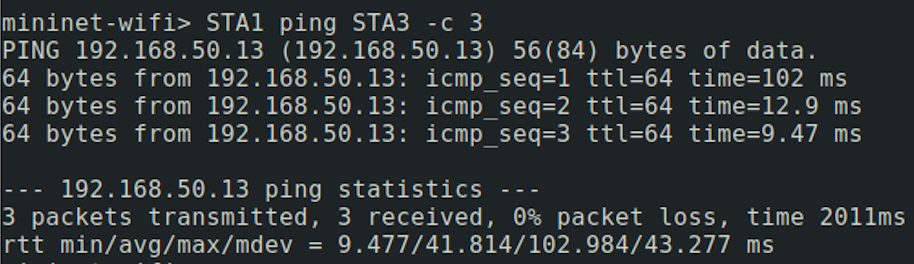 mininet-wifi> STA1 ping STA3 -c 3
PING 192.168.50.13 (192.168.50.13) 56(84) bytes of data.
64 bytes from 192.168.50.13: icmp_seq=1 ttl=64 time=102 ms
64 bytes from 192.168.50.13: icmp_seq=2 ttl=64 time=12.9 ms
64 bytes from 192.168.50.13: icmp_seq=3 ttl=64 time=9.47 ms
--- 192.168.50.13 ping statistics ---
3 packets transmitted, 3 received, 0% packet loss, time 2011ms
rtt min/avg/max/mdev = 9.477/41.814/102.984/43.277 ms